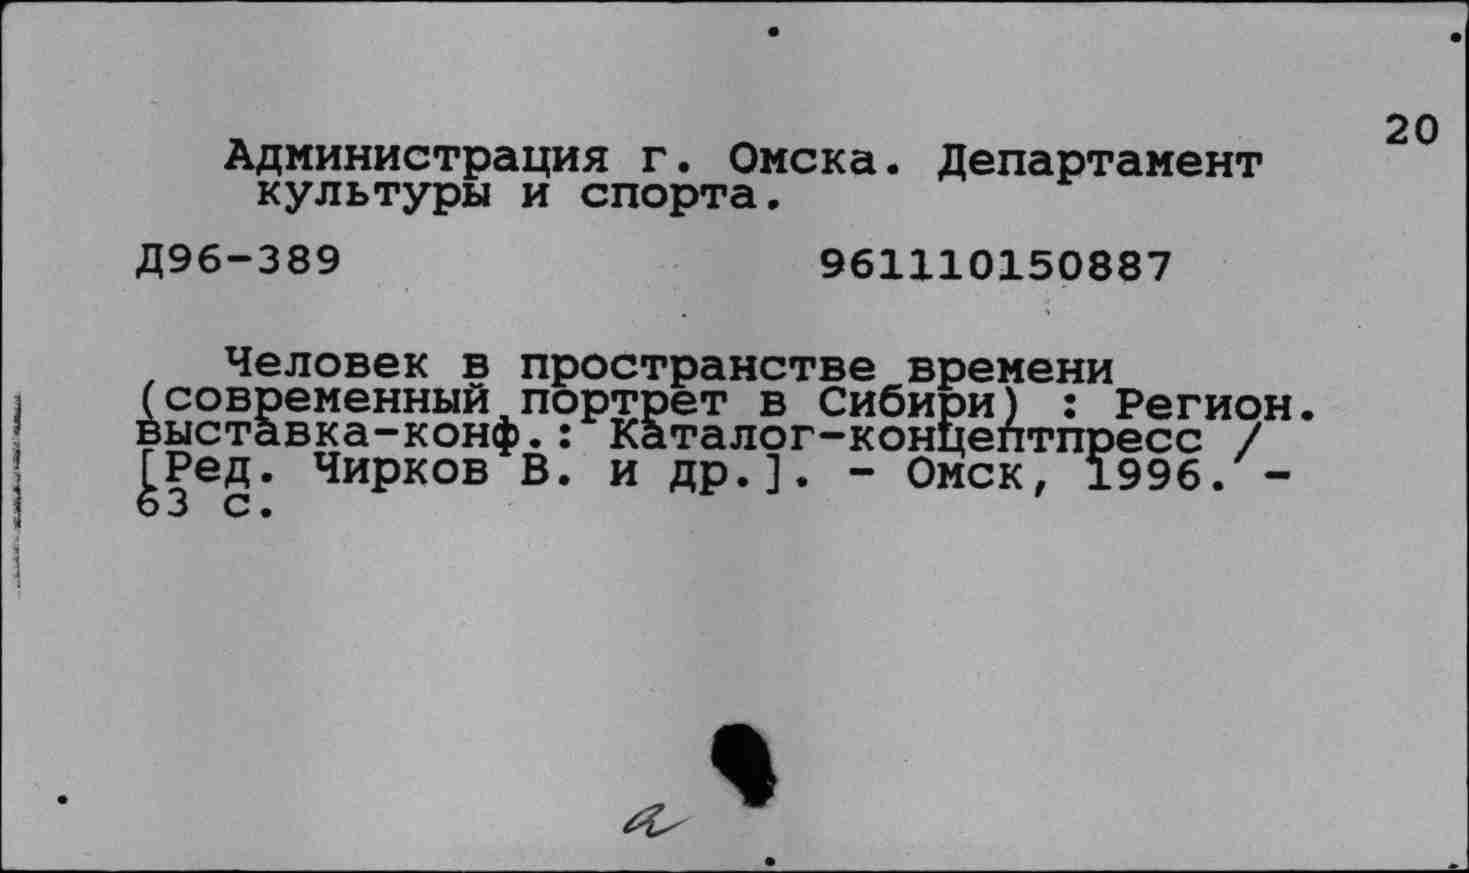 20
Администрация г. Омска. Департамент
культуры и спорта.
Д96-389 961110150887
Человек в пространстве времени
(современный портрет в Сибири) : Регион.
выставка-конф.: Каталог-концептпресс /
[Ред. Чирков В. и др.]. - Омск, 1996. -
63 с.